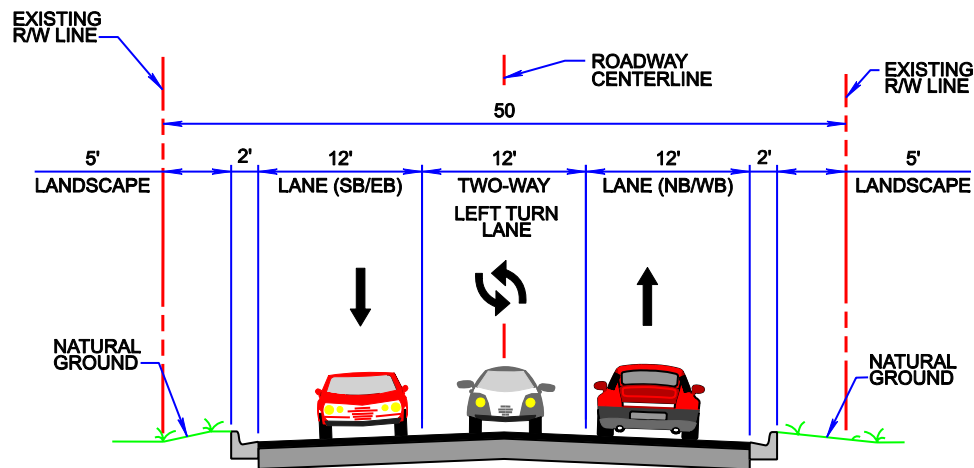 EXISTING
R/W LINE
ROADWAY
CENTERLINE
EXISTING
R/W LINE
50
5'
2'
12'
12'
12'
2'
5'
LANDSCAPE
LANE (SB/EB)
TWO-WAY
LANE (NB/WB)
LANDSCAPE
LEFT TURN
LANE
NATURAL
GROUND
NATURAL
GROUND